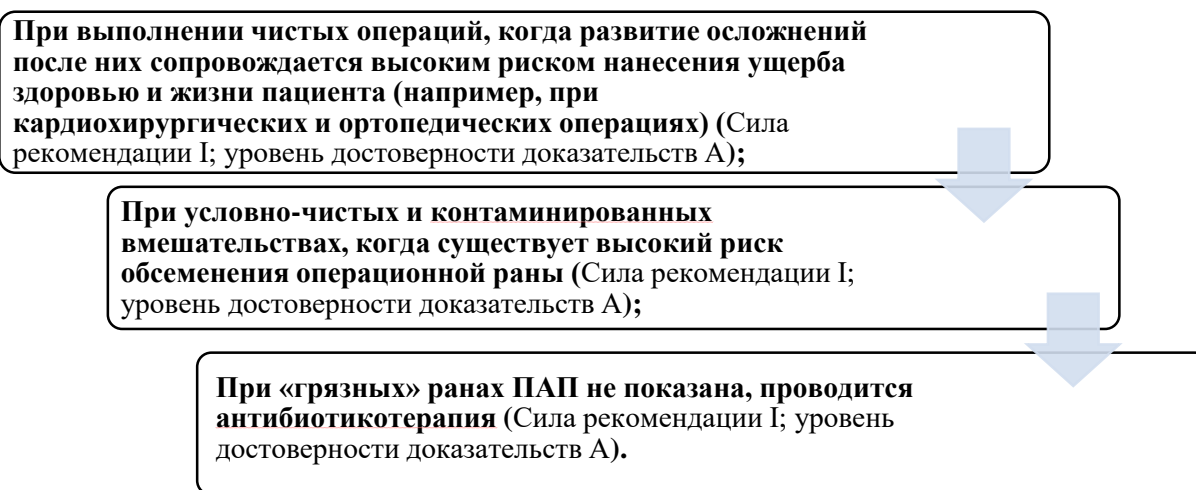 При выполнении чистых операций, когда развитие осложнений
после них сопровождается высоким риском нанесения ущерба
здоровью и жизни пациента (например, при
кардиохирургических и ортопедических операциях) (Сила
рекомендации I; уровень достоверности доказательств А);
При условно-чистых и контаминированных
вмешательствах, когда существует высокий риск
обсеменения операционной раны (Сила рекомендации I;
уровень достоверности доказательств А);
При «грязных» ранах ПАП не показана, проводится
антибиотикотерапия (Сила рекомендации I; уровень
достоверности доказательств А).